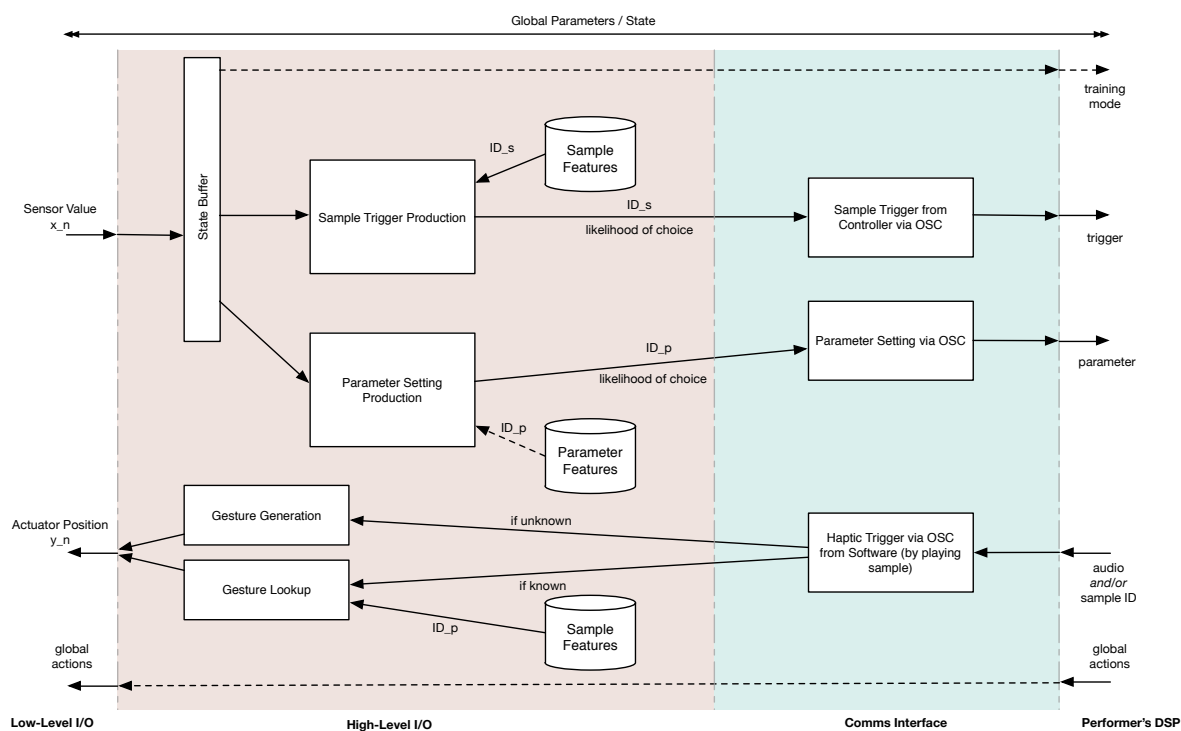 Global Parameters / State
training
mode
State Buffer
Sample
Features
ID_s
Sample Trigger Production
ID_s
likelihood of choice
Sample Trigger from
Controller via OSC
trigger
Sensor Value
x_n
Parameter Setting via OSC
parameter
ID_p
likelihood of choice
Parameter Setting
Production
ID_p
Parameter
Features
Gesture Generation
if unknown
Haptic Trigger via OSC
from Software (by playing
sample)
audio
and/or
sample ID
Actuator Position
y_n
Gesture Lookup
if known
ID_p
Sample
Features
global
actions
global
actions
Low-Level I/O
High-Level I/O
Comms Interface
Performer's DSP